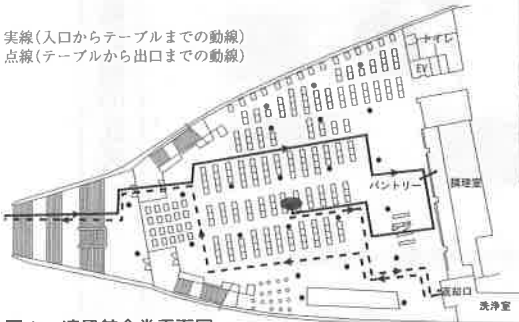 実線(入口からテーブルまでの動線)
点線(テーブルから出口までの動線)
トイレ
EV
パントリー
調理室
返却口
洗浄室